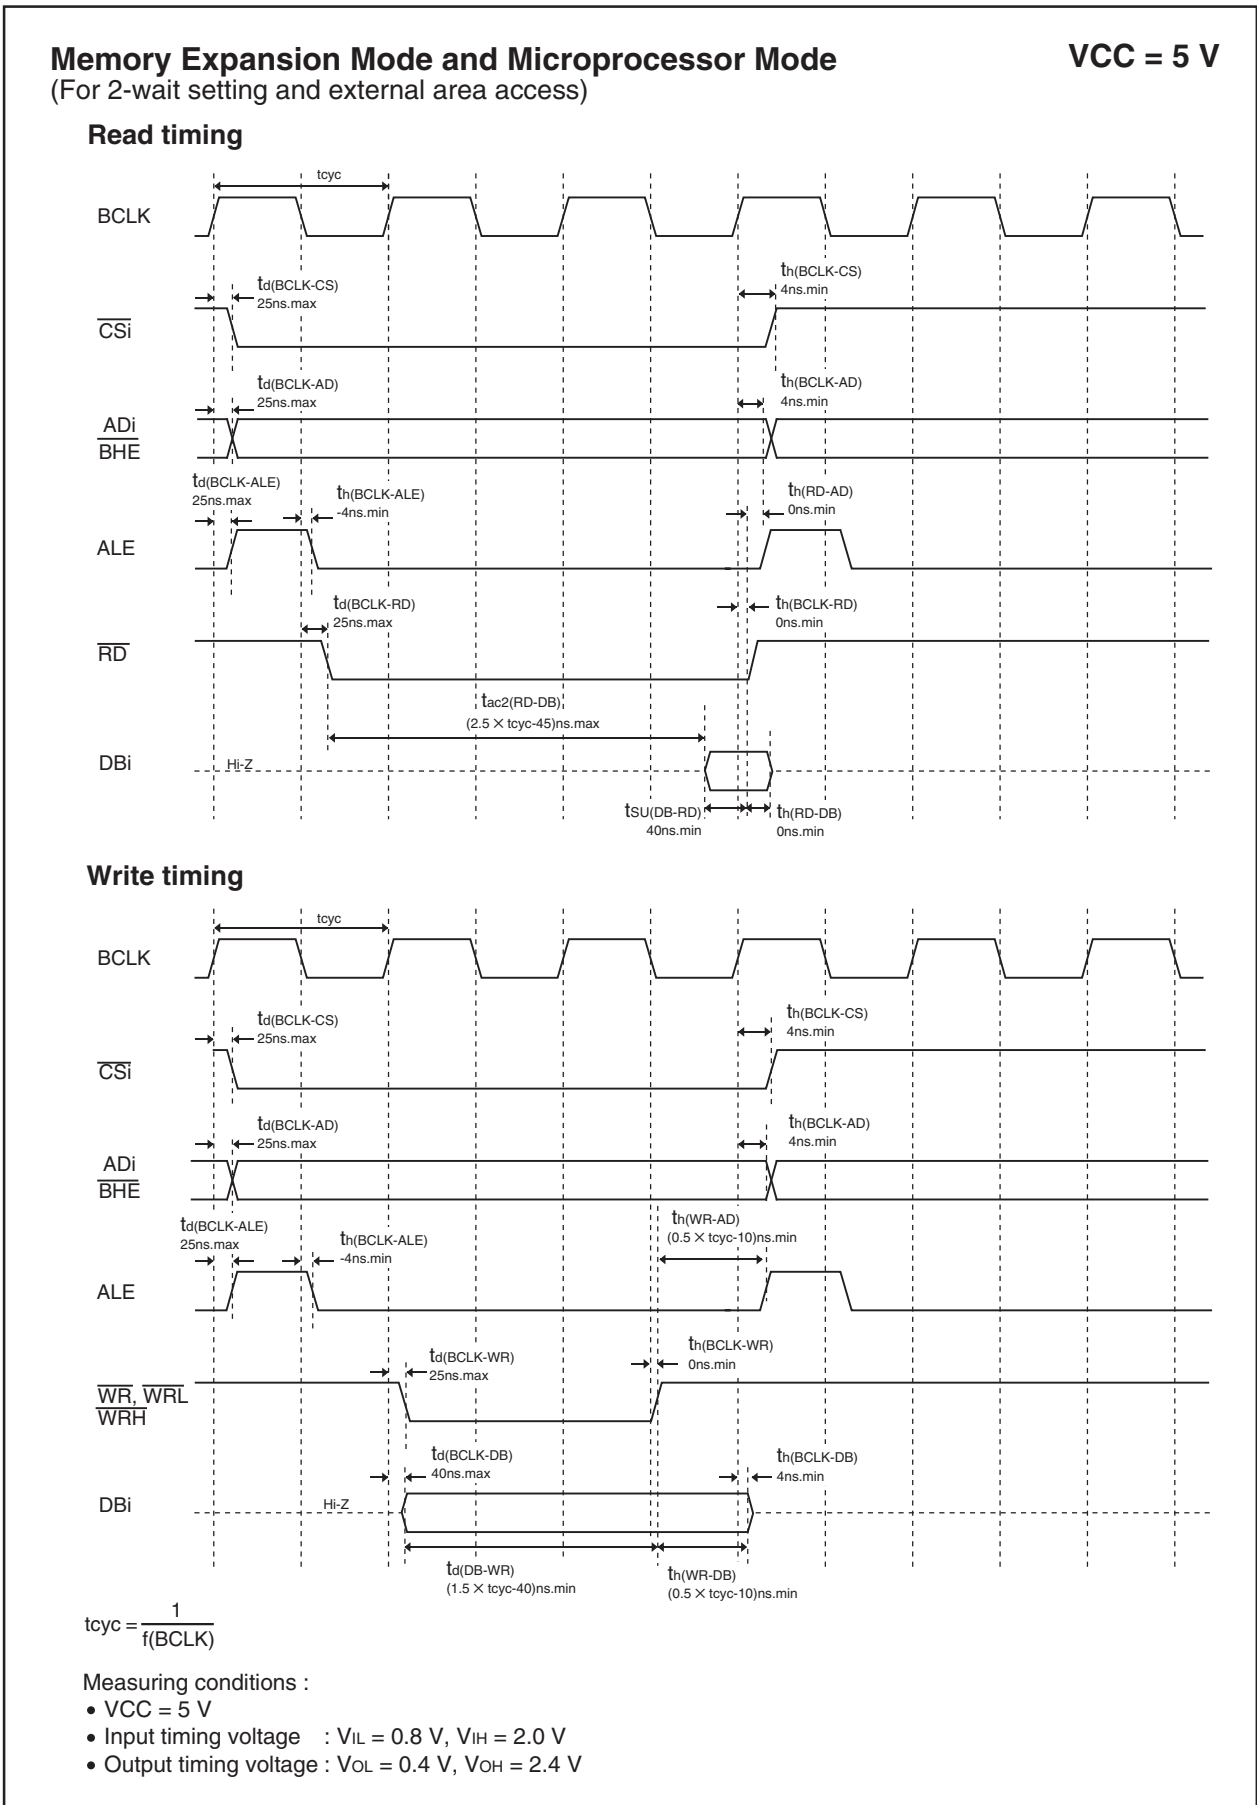 Memory Expansion Mode and Microprocessor Mode VCC = 5 V
(For 2-wait setting and external area access)
Read timing
tcyc
BCLK
td(BCLK-CS)
25ns.max
th(BCLK-CS)
4ns.min
CSi
td(BCLK-AD)
25ns.max
th(BCLK-AD)
4ns.min
ADi
BHE
td(BCLK-ALE)
25ns.max
th(BCLK-ALE)
-4ns.min
th(RD-AD)
0ns.min
ALE
td(BCLK-RD)
25ns.max
th(BCLK-RD)
0ns.min
RD
tac2(RD-DB)
(2.5 × tcyc-45)ns.max
DBi
Hi-Z
tSU(DB-RD)
40ns.min
th(RD-DB)
0ns.min
Write timing
tcyc
BCLK
td(BCLK-CS)
25ns.max
th(BCLK-CS)
4ns.min
CSi
td(BCLK-AD)
25ns.max
th(BCLK-AD)
4ns.min
ADi
BHE
td(BCLK-ALE)
25ns.max
th(BCLK-ALE)
-4ns.min
th(WR-AD)
(0.5 × tcyc-10)ns.min
ALE
td(BCLK-WR)
25ns.max
th(BCLK-WR)
0ns.min
WR, WRL
WRH
td(BCLK-DB)
40ns.max
th(BCLK-DB)
4ns.min
DBi
Hi-Z
td(DB-WR)
(1.5 × tcyc-40)ns.min
th(WR-DB)
(0.5 × tcyc-10)ns.min
tcyc = 1
f(BCLK)
Measuring conditions :
• VCC = 5 V
• Input timing voltage : VIL = 0.8 V, VIH = 2.0 V
• Output timing voltage : VOL = 0.4 V, VOH = 2.4 V